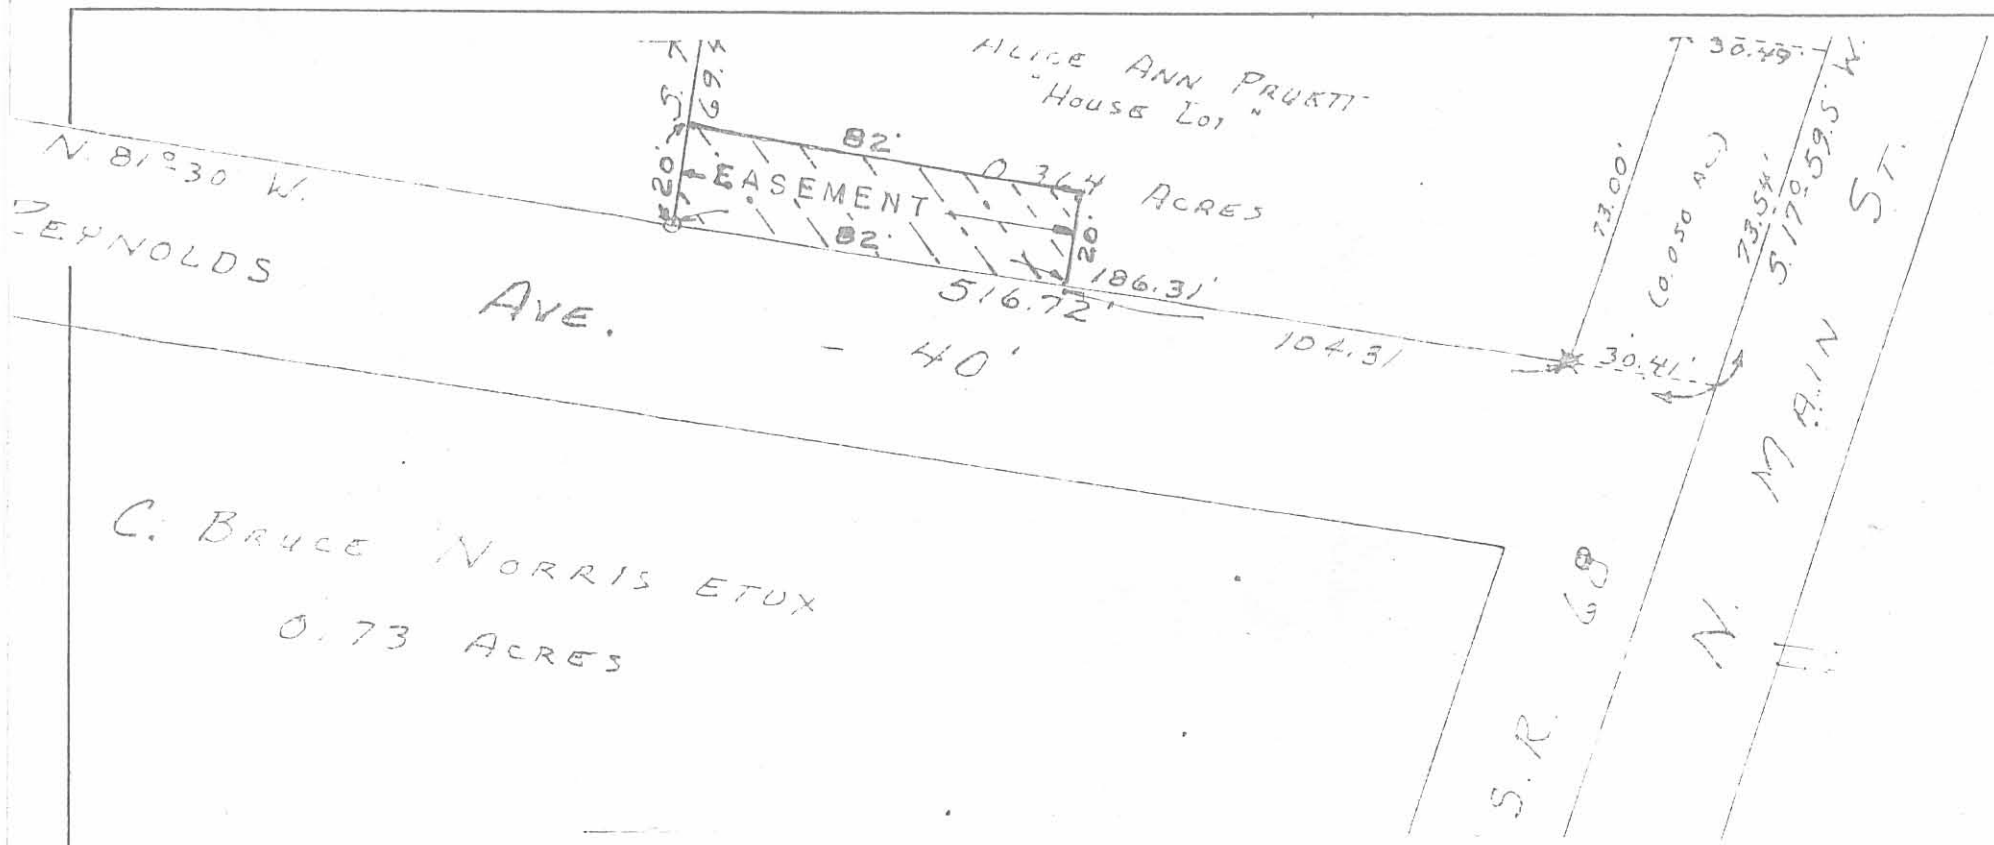 ALICE ANN PRUETT
"HOUSE LOT"
0.364 ACRES
S.
69.
82'
20'
EASEMENT
82'
20'
N. 81°30 W.
REYNOLDS AVE. - 40'
516.72'
186.31'
104.31
30.49
73.00'
(0.050 AC.)
73.54'
S. 17° 59.5' W.
30.41'
N. MAIN ST.
S. R. 68
C. BRUCE NORRIS ETUX
0.73 ACRES